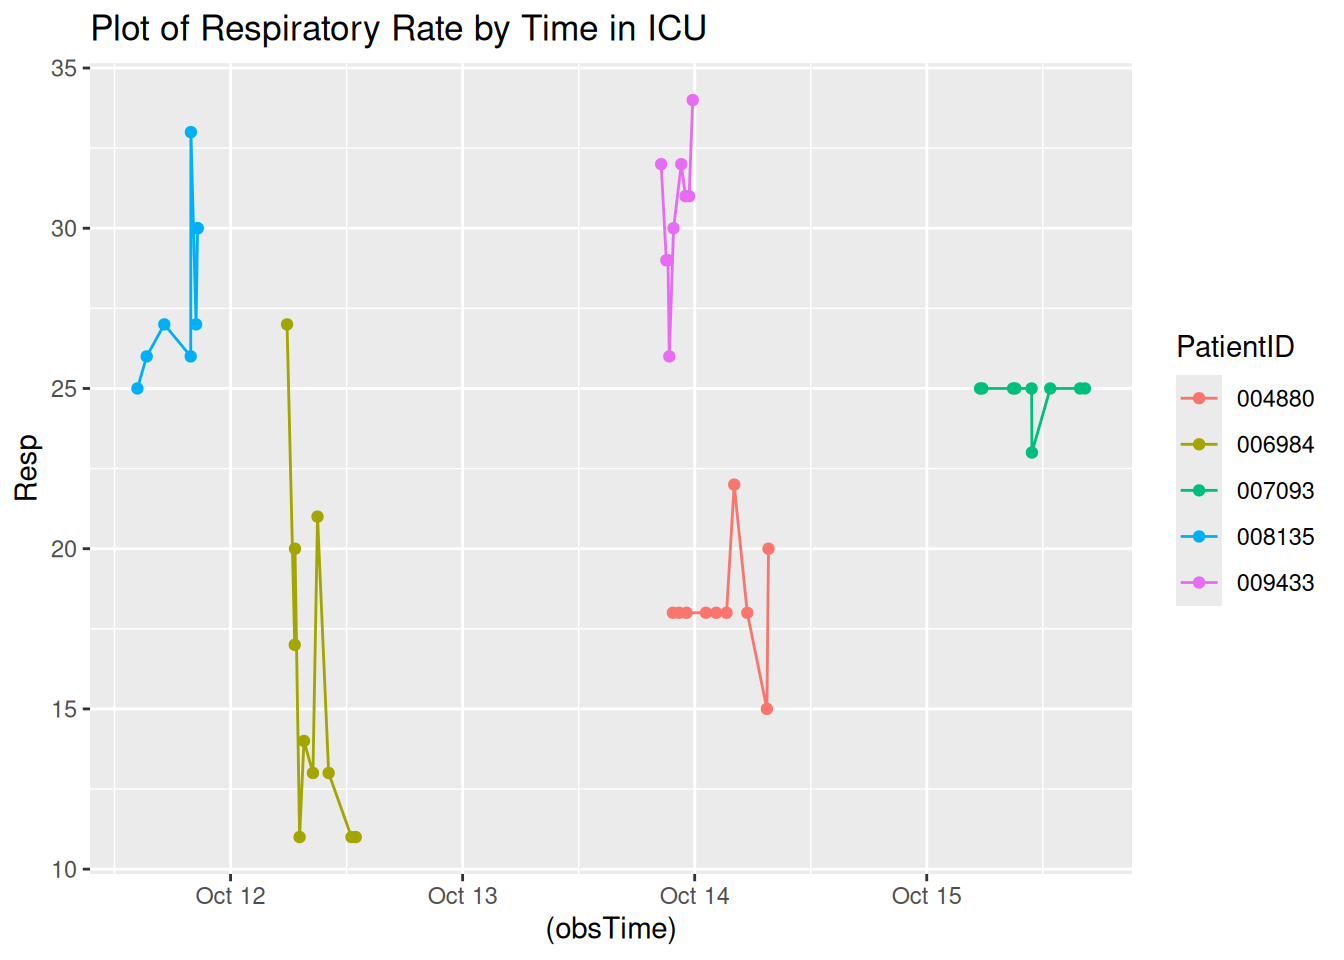 Plot of Respiratory Rate by Time in ICU
35
30
25
20
15
10
Resp
Oct 12
Oct 13
Oct 14
Oct 15
(obsTime)
PatientID
004880
006984
007093
008135
009433